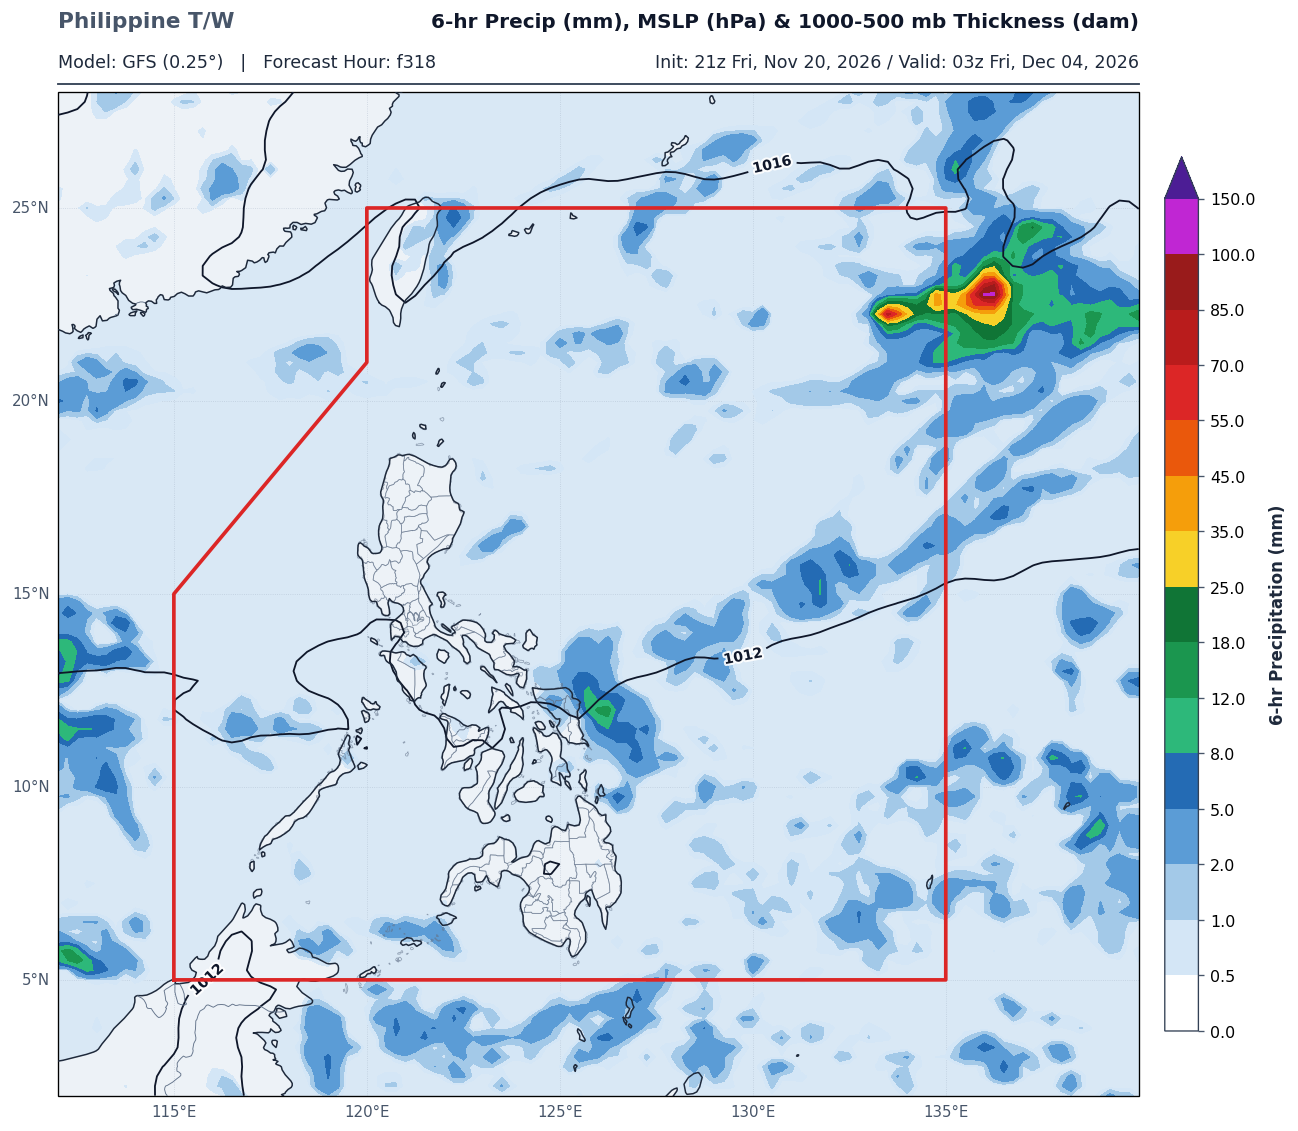 Philippine T/W
6-hr Precip (mm), MSLP (hPa) & 1000-500 mb Thickness (dam)
Model: GFS (0.25°) | Forecast Hour: f318
Init: 21z Fri, Nov 20, 2026 / Valid: 03z Fri, Dec 04, 2026
1016
1012
1012
25°N
20°N
15°N
10°N
5°N
115°E
120°E
125°E
130°E
135°E
150.0
100.0
85.0
70.0
55.0
45.0
35.0
25.0
18.0
12.0
8.0
5.0
2.0
1.0
0.5
0.0
6-hr Precipitation (mm)